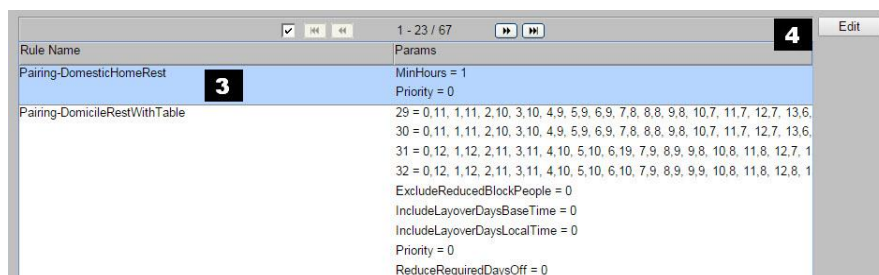 1 - 23 / 67
4
Edit
Rule Name
Params
Pairing-DomesticHomeRest
3
MinHours = 1
Priority = 0
Pairing-DomicileRestWithTable
29 = 0,11, 1,11, 2,10, 3,10, 4,9, 5,9, 6,9, 7,8, 8,8, 9,8, 10,7, 11,7, 12,7, 13,6,
30 = 0,11, 1,11, 2,10, 3,10, 4,9, 5,9, 6,9, 7,8, 8,8, 9,8, 10,7, 11,7, 12,7, 13,6,
31 = 0,12, 1,12, 2,11, 3,11, 4,10, 5,10, 6,19, 7,9, 8,9, 9,8, 10,8, 11,8, 12,7, 1
32 = 0,12, 1,12, 2,11, 3,11, 4,10, 5,10, 6,10, 7,9, 8,9, 9,9, 10,8, 11,8, 12,8, 1
ExcludeReducedBlockPeople = 0
IncludeLayoverDaysBaseTime = 0
IncludeLayoverDaysLocalTime = 0
Priority = 0
ReduceRequiredDaysOff = 0